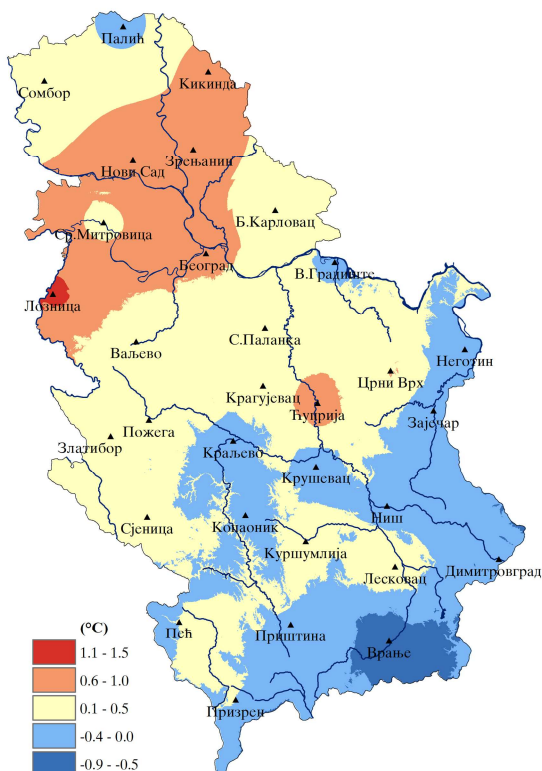 Палић
Сомбор
Кикинда
Зрењанин
Нови Сад
Б.Карловац
Ср.Митровица
Београд
В.Градиште
Лозница
Ваљево
С.Паланка
Неготин
Црни Врх
Крагујевац
Ћуприја
Зајечар
Пожега
Златибор
Краљево
Крушевац
Ниш
Сјеница
Копаоник
Куршумлија
Лесковац
Димитровград
Пећ
Приштина
Врање
Призрен
(°C)
1.1 - 1.5
0.6 - 1.0
0.1 - 0.5
-0.4 - 0.0
-0.9 - -0.5